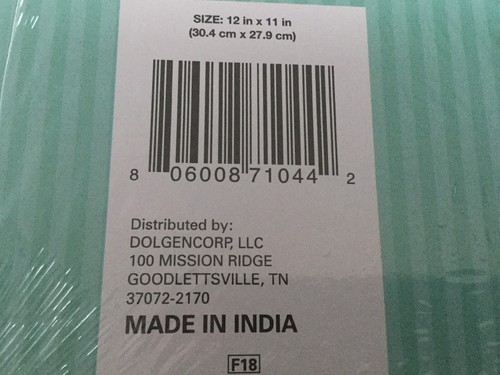 SIZE: 12 in x 11 in
(30.4 cm x 27.9 cm)
8 06008 71044 2
Distributed by:
DOLGENCORP, LLC
100 MISSION RIDGE
GOODLETTSVILLE, TN
37072-2170
MADE IN INDIA
F18